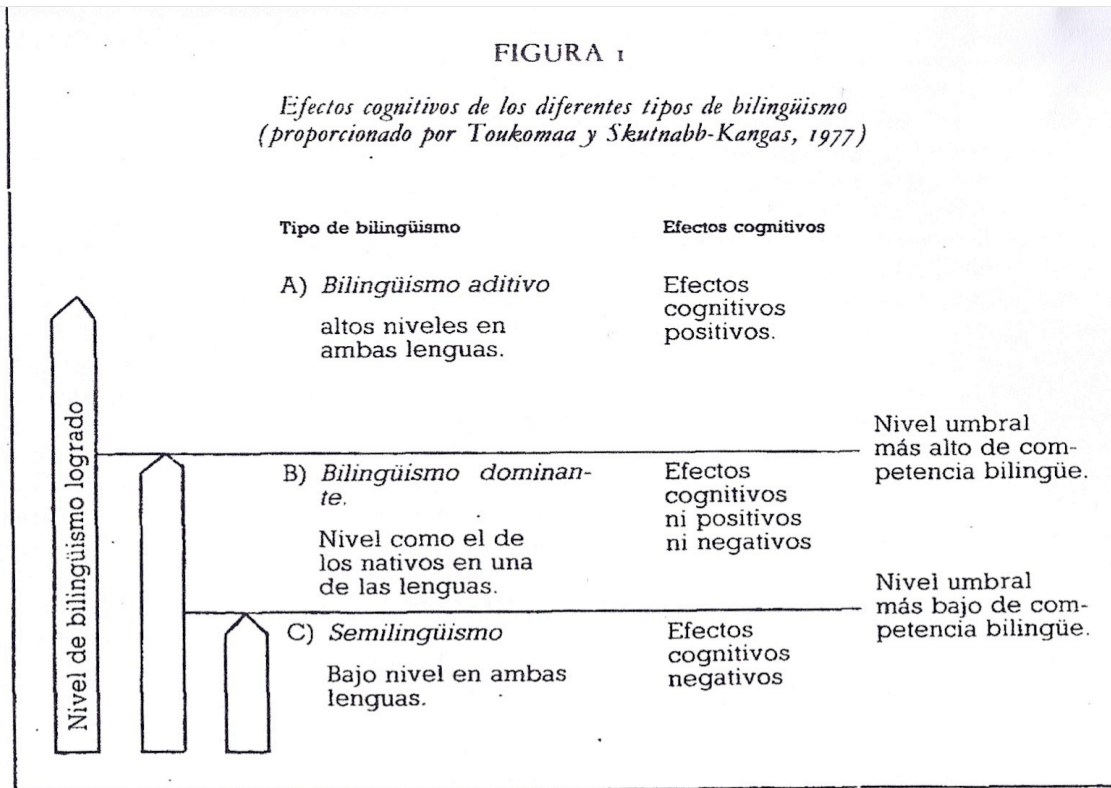 FIGURA 1
Efectos cognitivos de los diferentes tipos de bilingüismo
(proporcionado por Toukomaa y Skutnabb-Kangas, 1977)
Tipo de bilingüismo
Efectos cognitivos
A) Bilingüismo aditivo
altos niveles en
ambas lenguas.
Efectos
cognitivos
positivos.
Nivel umbral
más alto de com-
petencia bilingüe.
B) Bilingüismo dominan-
te.
Nivel como el de
los nativos en una
de las lenguas.
Efectos
cognitivos
ni positivos
ni negativos
Nivel umbral
más bajo de com-
petencia bilingüe.
C) Semilingüismo
Bajo nivel en ambas
lenguas.
Efectos
cognitivos
negativos
Nivel de bilingüismo logrado